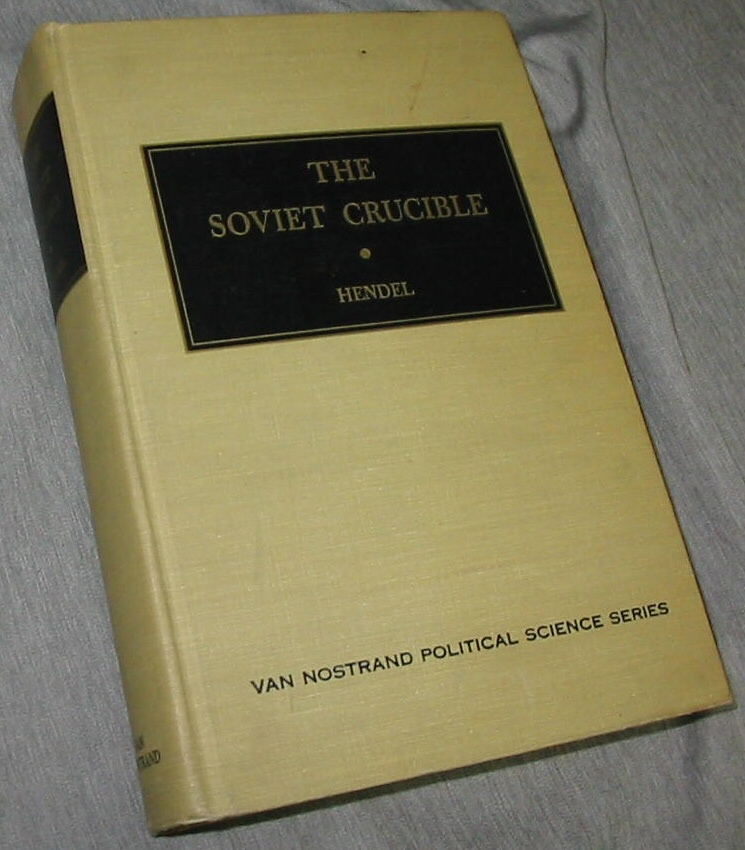 THE
SOVIET CRUCIBLE
HENDEL
VAN NOSTRAND POLITICAL SCIENCE SERIES